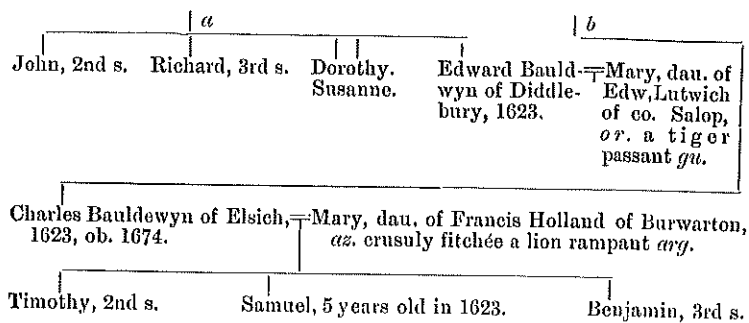 a b
John, 2nd s. Richard, 3rd s. Dorothy. Edward Bauld-=Mary, dau. of
Susanne. wyn of Diddle- Edw, Lutwich
bury, 1623. of co. Salop,
or. a tiger
passant gu.
Charles Bauldewyn of Elsich,=Mary, dau. of Francis Holland of Burwarton,
1623, ob. 1674. az. crusuly fitchée a lion rampant arg.
Timothy, 2nd s. Samuel, 5 years old in 1623. Benjamin, 3rd s.